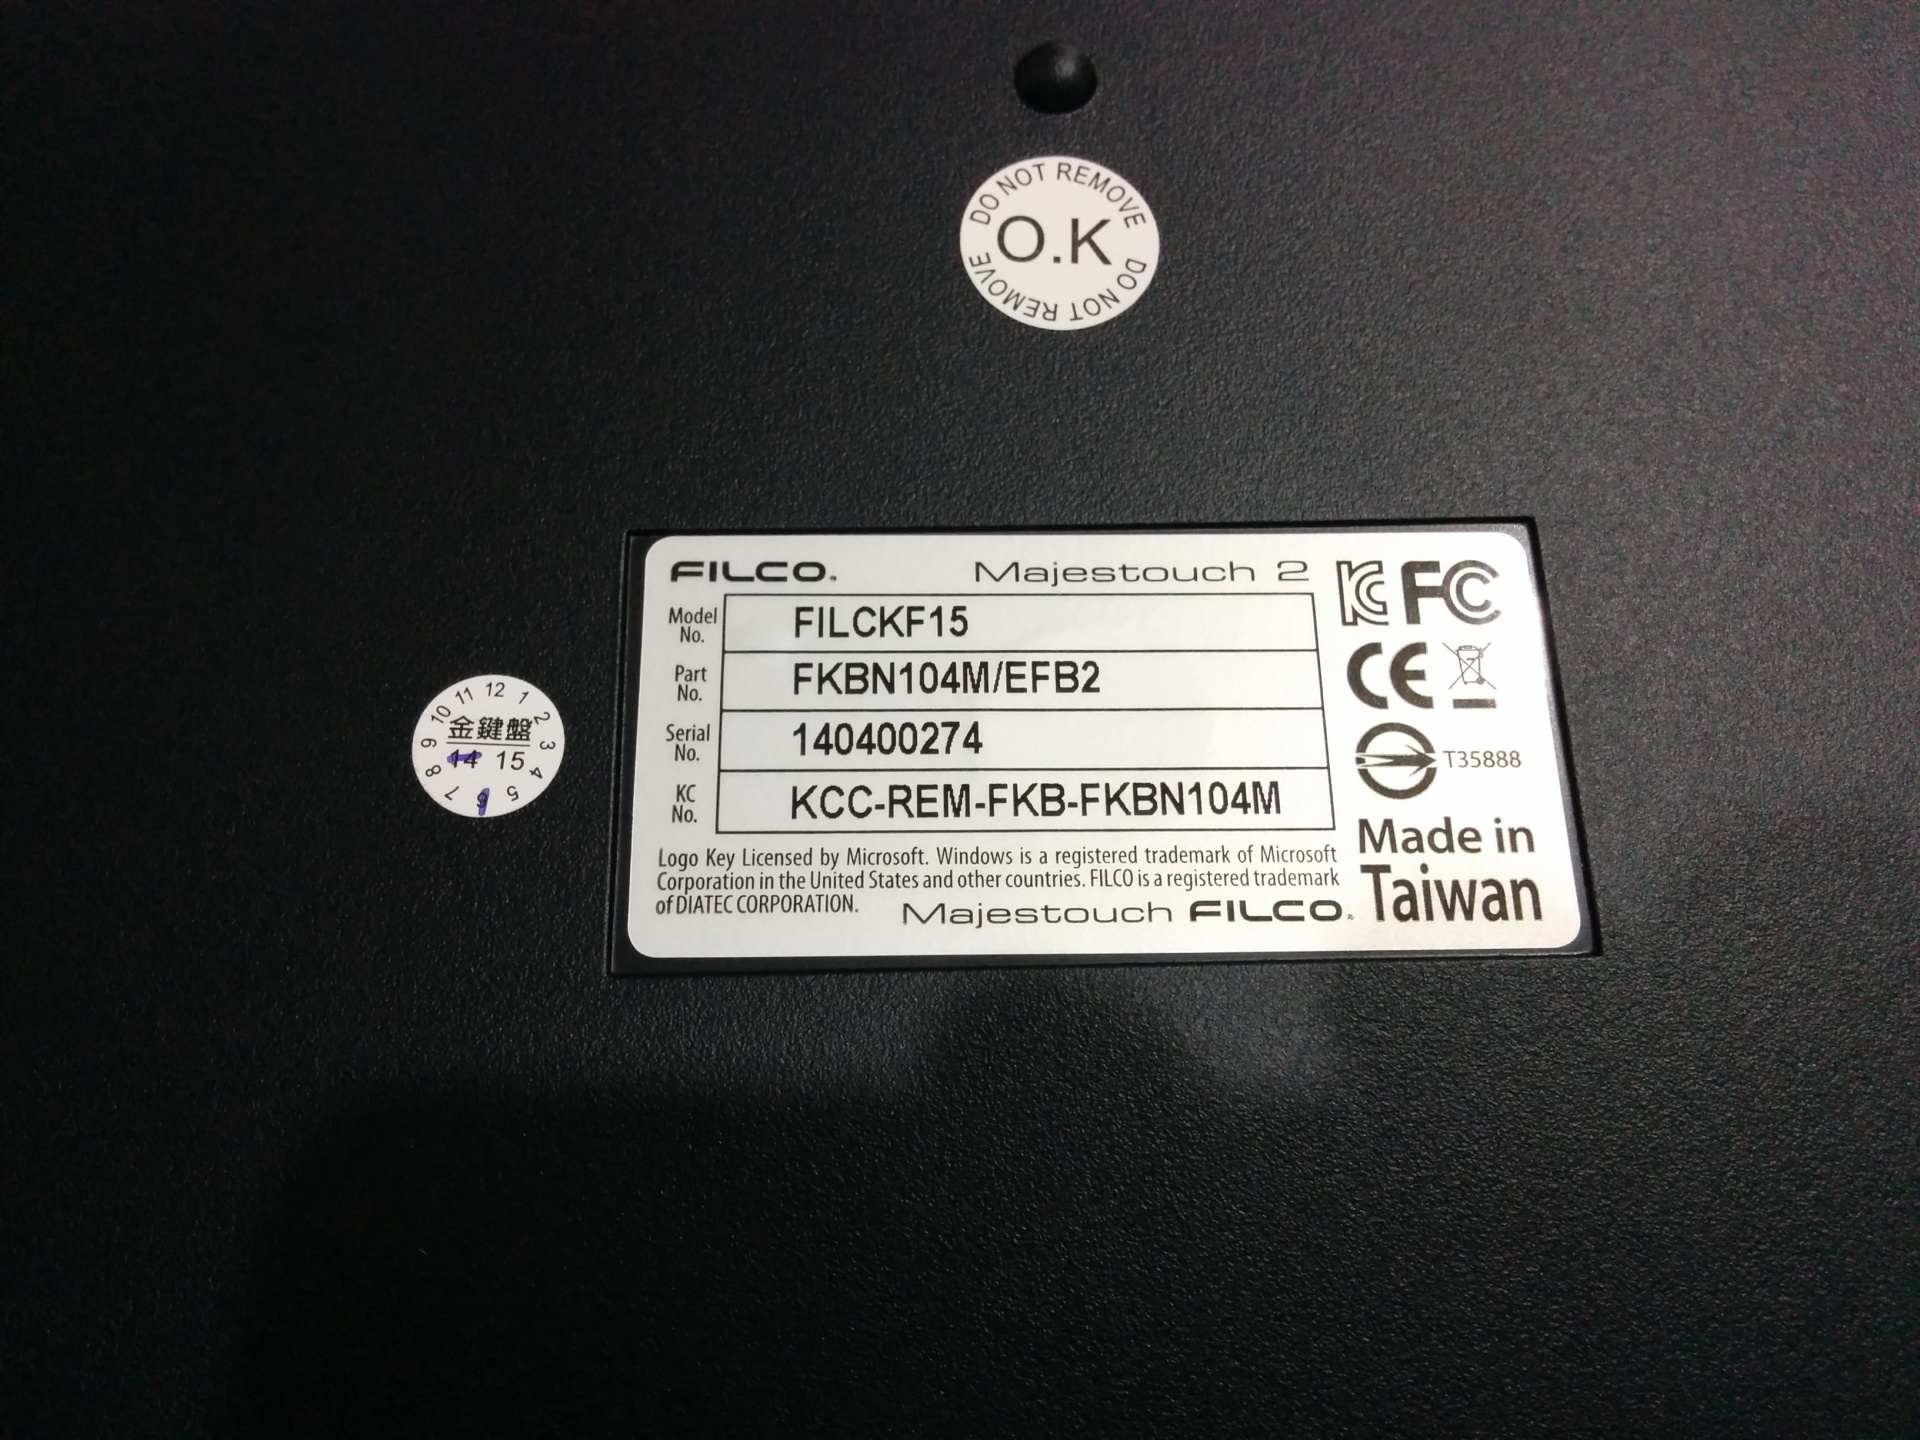 DO NOT REMOVE
O.K
DO NOT REMOVE
FILCO. Majestouch 2
Model No. FILCKF15
Part No. FKBN104M/EFB2
Serial No. 140400274
KC No. KCC-REM-FKB-FKBN104M
Logo Key Licensed by Microsoft. Windows is a registered trademark of Microsoft
Corporation in the United States and other countries. FILCO is a registered trademark
of DIATEC CORPORATION.
Majestouch FILCO.
KC FC
CE
T35888
Made in
Taiwan
12 1 2 3 4 5 6 7 8 9 10 11
金鍵盤
14 15